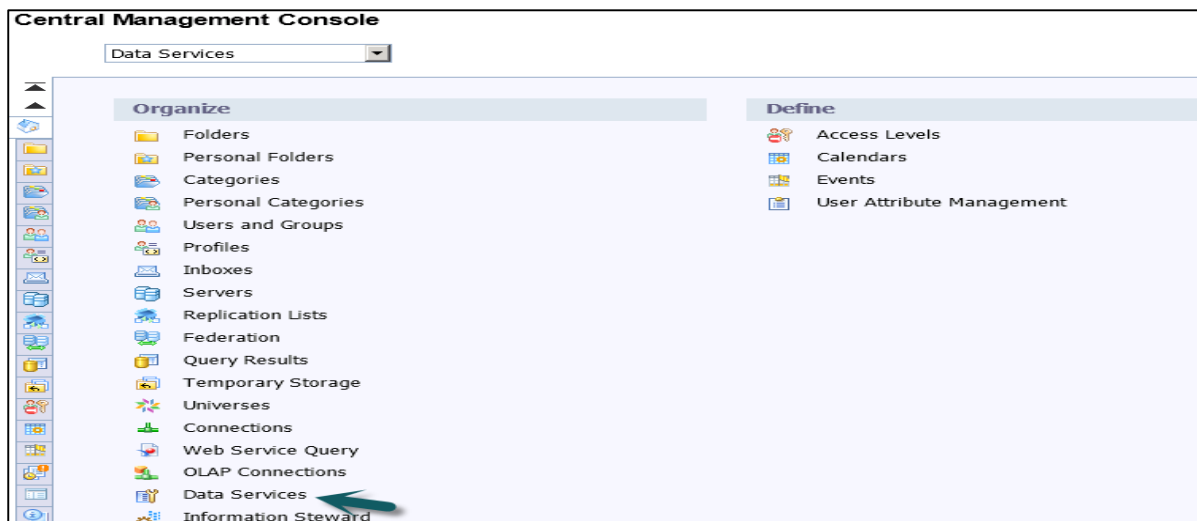 Central Management Console
Data Services
Organize
Folders
Personal Folders
Categories
Personal Categories
Users and Groups
Profiles
Inboxes
Servers
Replication Lists
Federation
Query Results
Temporary Storage
Universes
Connections
Web Service Query
OLAP Connections
Data Services
Information Steward
Define
Access Levels
Calendars
Events
User Attribute Management